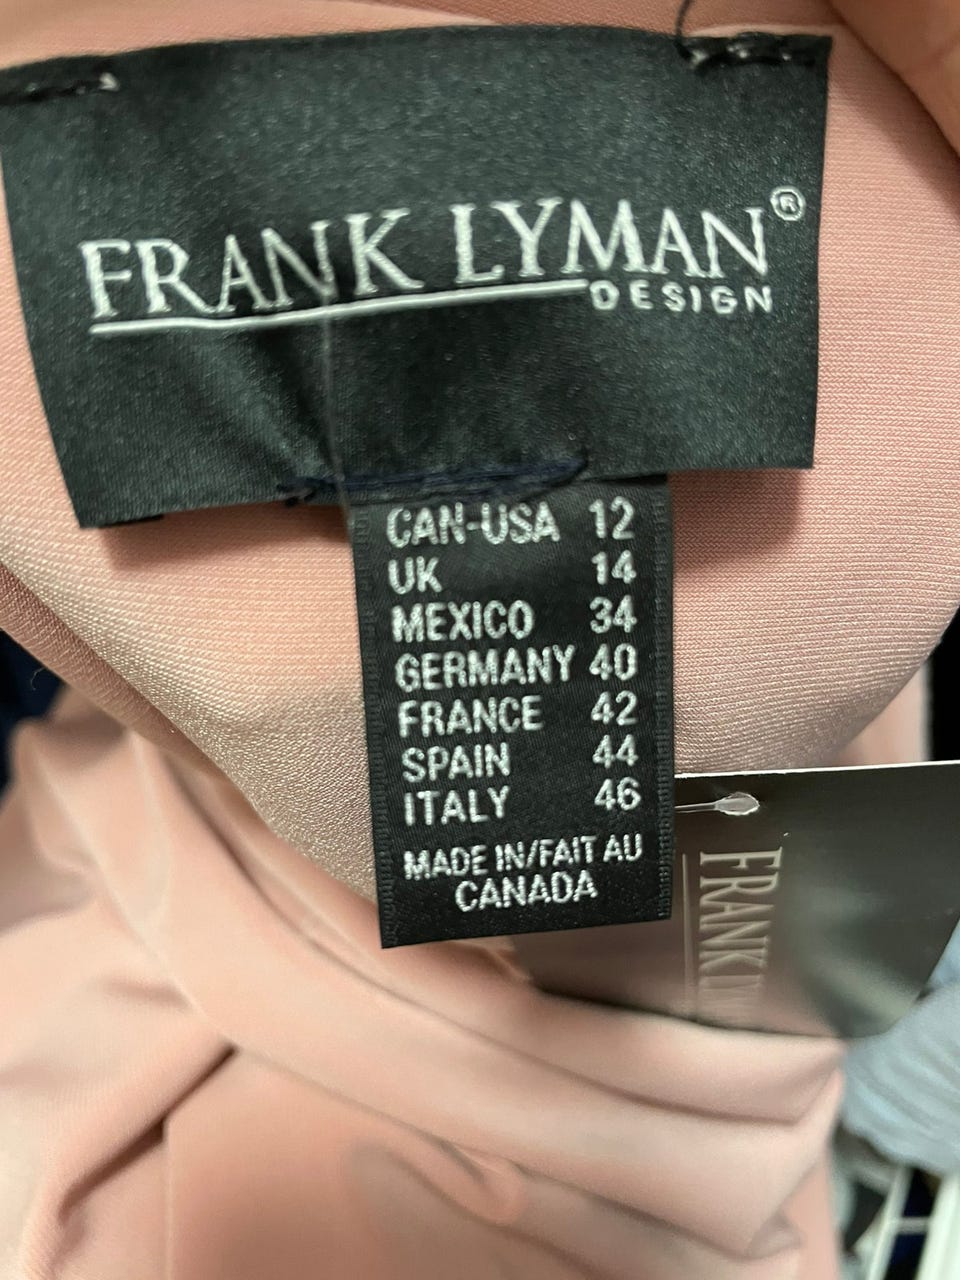 FRANK LYMAN®
DESIGN
CAN-USA 12
UK 14
MEXICO 34
GERMANY 40
FRANCE 42
SPAIN 44
ITALY 46
MADE IN/FAIT AU
CANADA
FRANK